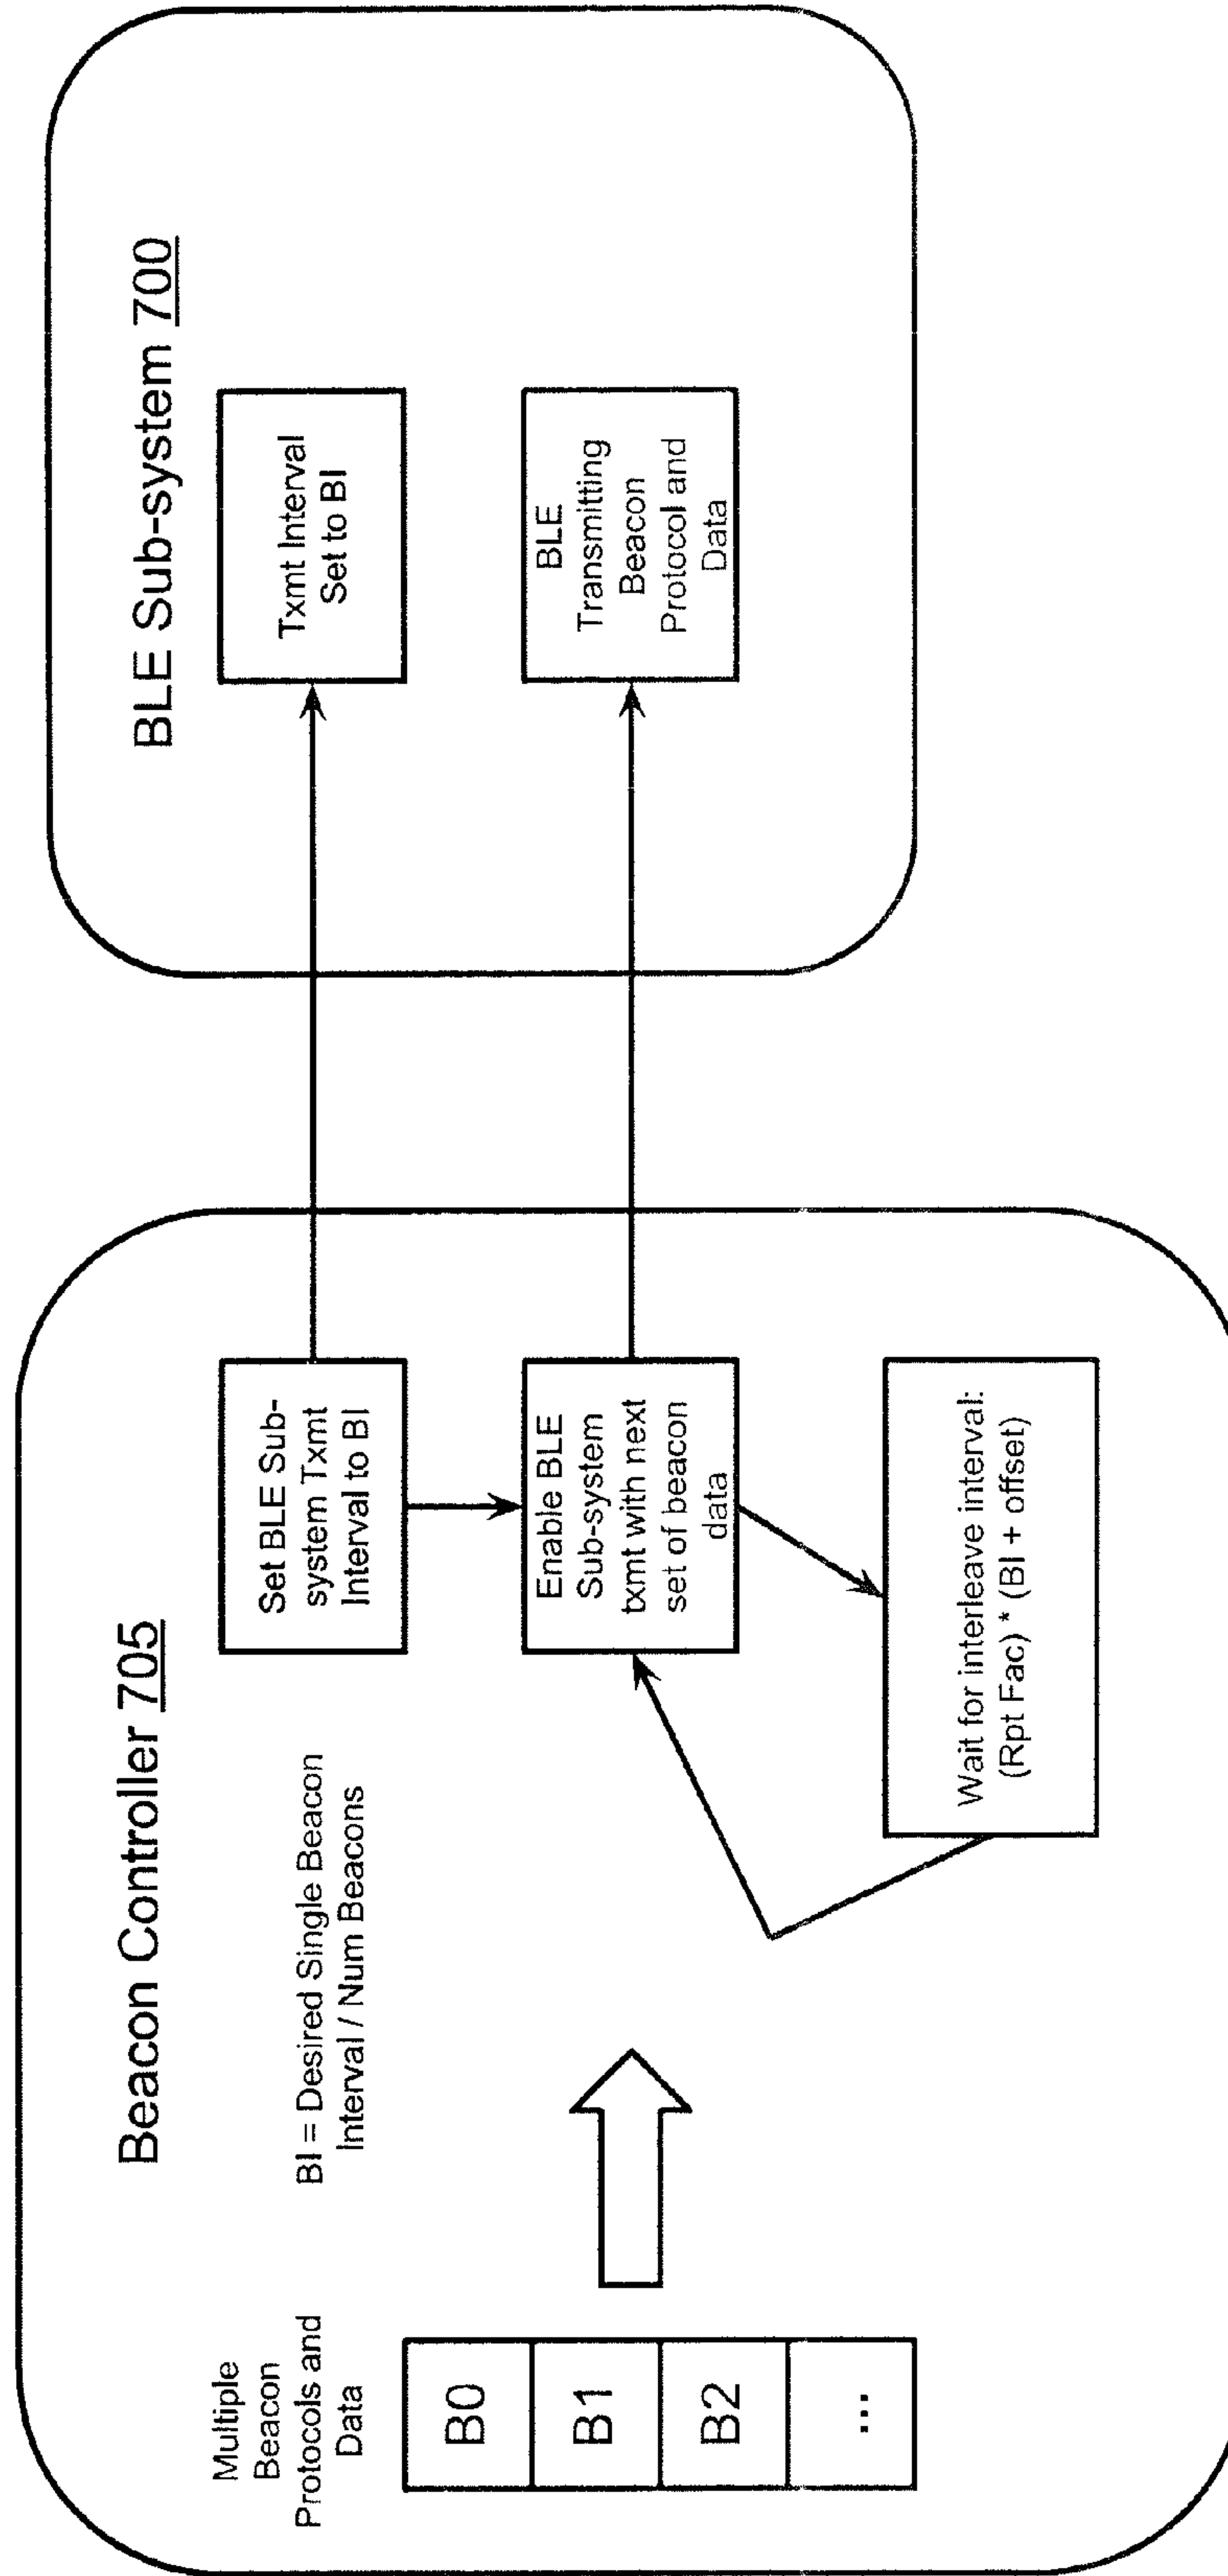 Beacon Controller 705
Multiple
Beacon
Protocols and
Data
B0
B1
B2
...
BI = Desired Single Beacon
Interval / Num Beacons
Set BLE Sub-
system Txmt
Interval to BI
Enable BLE
Sub-system
txmt with next
set of beacon
data
Wait for interleave interval:
(Rpt Fac) * (BI + offset)
BLE Sub-system 700
Txmt Interval
Set to BI
BLE
Transmitting
Beacon
Protocol and
Data